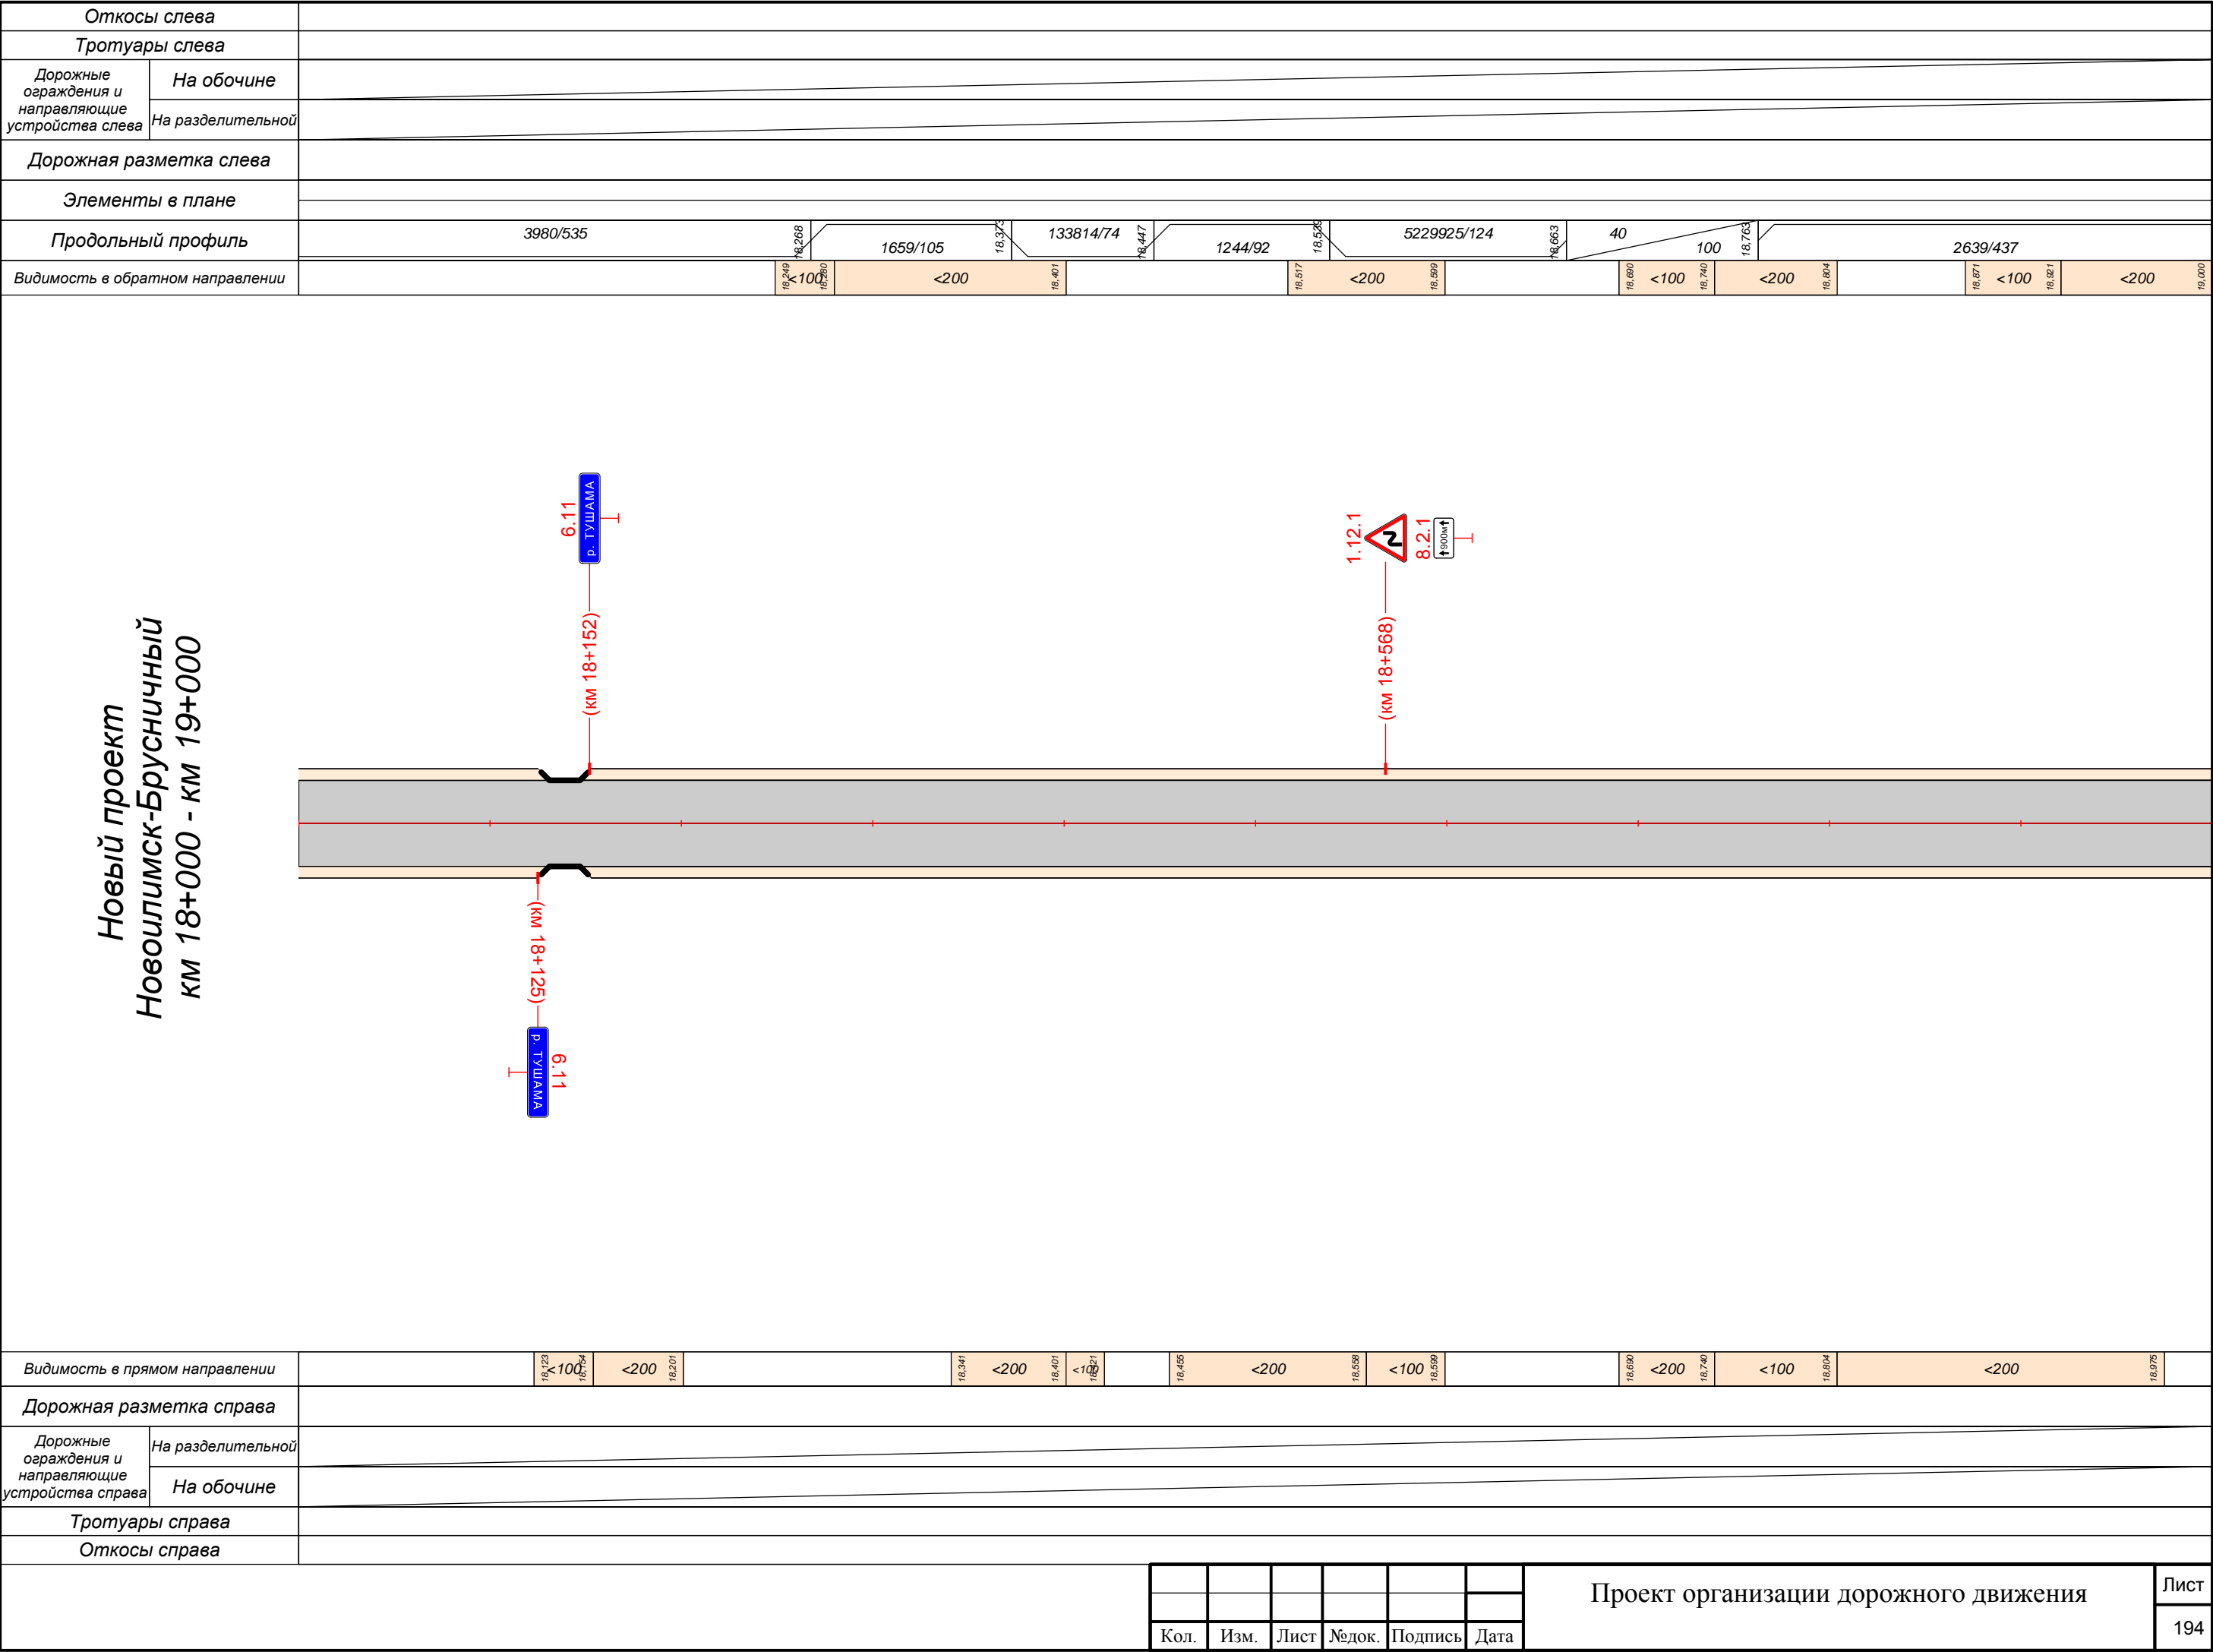 Откосы слева
Тротуары слева
Дорожные
ограждения и
направляющие
устройства слева
На обочине
На разделительной
Дорожная разметка слева
Элементы в плане
Продольный профиль
3980/535
18,268
1659/105
18,373
133814/74
18,447
1244/92
18,539
5229925/124
18,663
40
100
18,763
2639/437
Видимость в обратном направлении
18,249
<100
18,280
<200
18,401
18,517
<200
18,599
18,690
<100
18,740
<200
18,804
18,871
<100
18,921
<200
19,000
Новый проект
Новоилимск-Брусничный
км 18+000 - км 19+000
6.11
р. ТУШАМА
(км 18+152)
1.12.1
8.2.1
900м
(км 18+568)
(км 18+125)
р. ТУШАМА
6.11
Видимость в прямом направлении
18,123
<100
18,154
<200
18,201
18,341
<200
18,401
<100
18,421
18,455
<200
18,558
<100
18,599
18,690
<200
18,740
<100
18,804
<200
18,975
Дорожная разметка справа
Дорожные
ограждения и
направляющие
устройства справа
На разделительной
На обочине
Тротуары справа
Откосы справа
Кол.
Изм.
Лист
№док.
Подпись
Дата
Проект организации дорожного движения
Лист
194